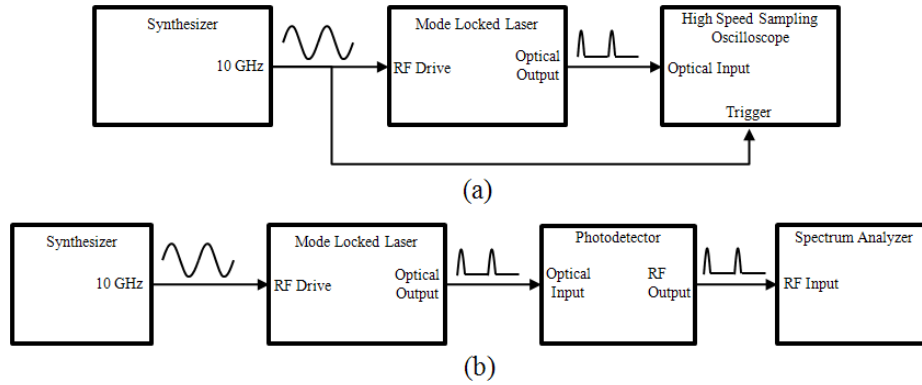 Synthesizer
10 GHz
Mode Locked Laser
RF Drive
Optical
Output
High Speed Sampling
Oscilloscope
Optical Input
Trigger
(a)
Synthesizer
10 GHz
Mode Locked Laser
RF Drive
Optical
Output
Photodetector
Optical
Input
RF
Output
Spectrum Analyzer
RF Input
(b)